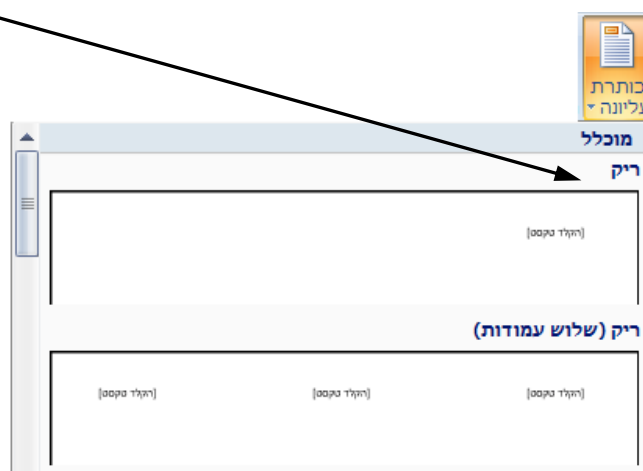 כותרת
עליונה
מוכלל
ריק
[הקלד טקסט]
ריק (שלוש עמודות)
[הקלד טקסט] [הקלד טקסט] [הקלד טקסט]